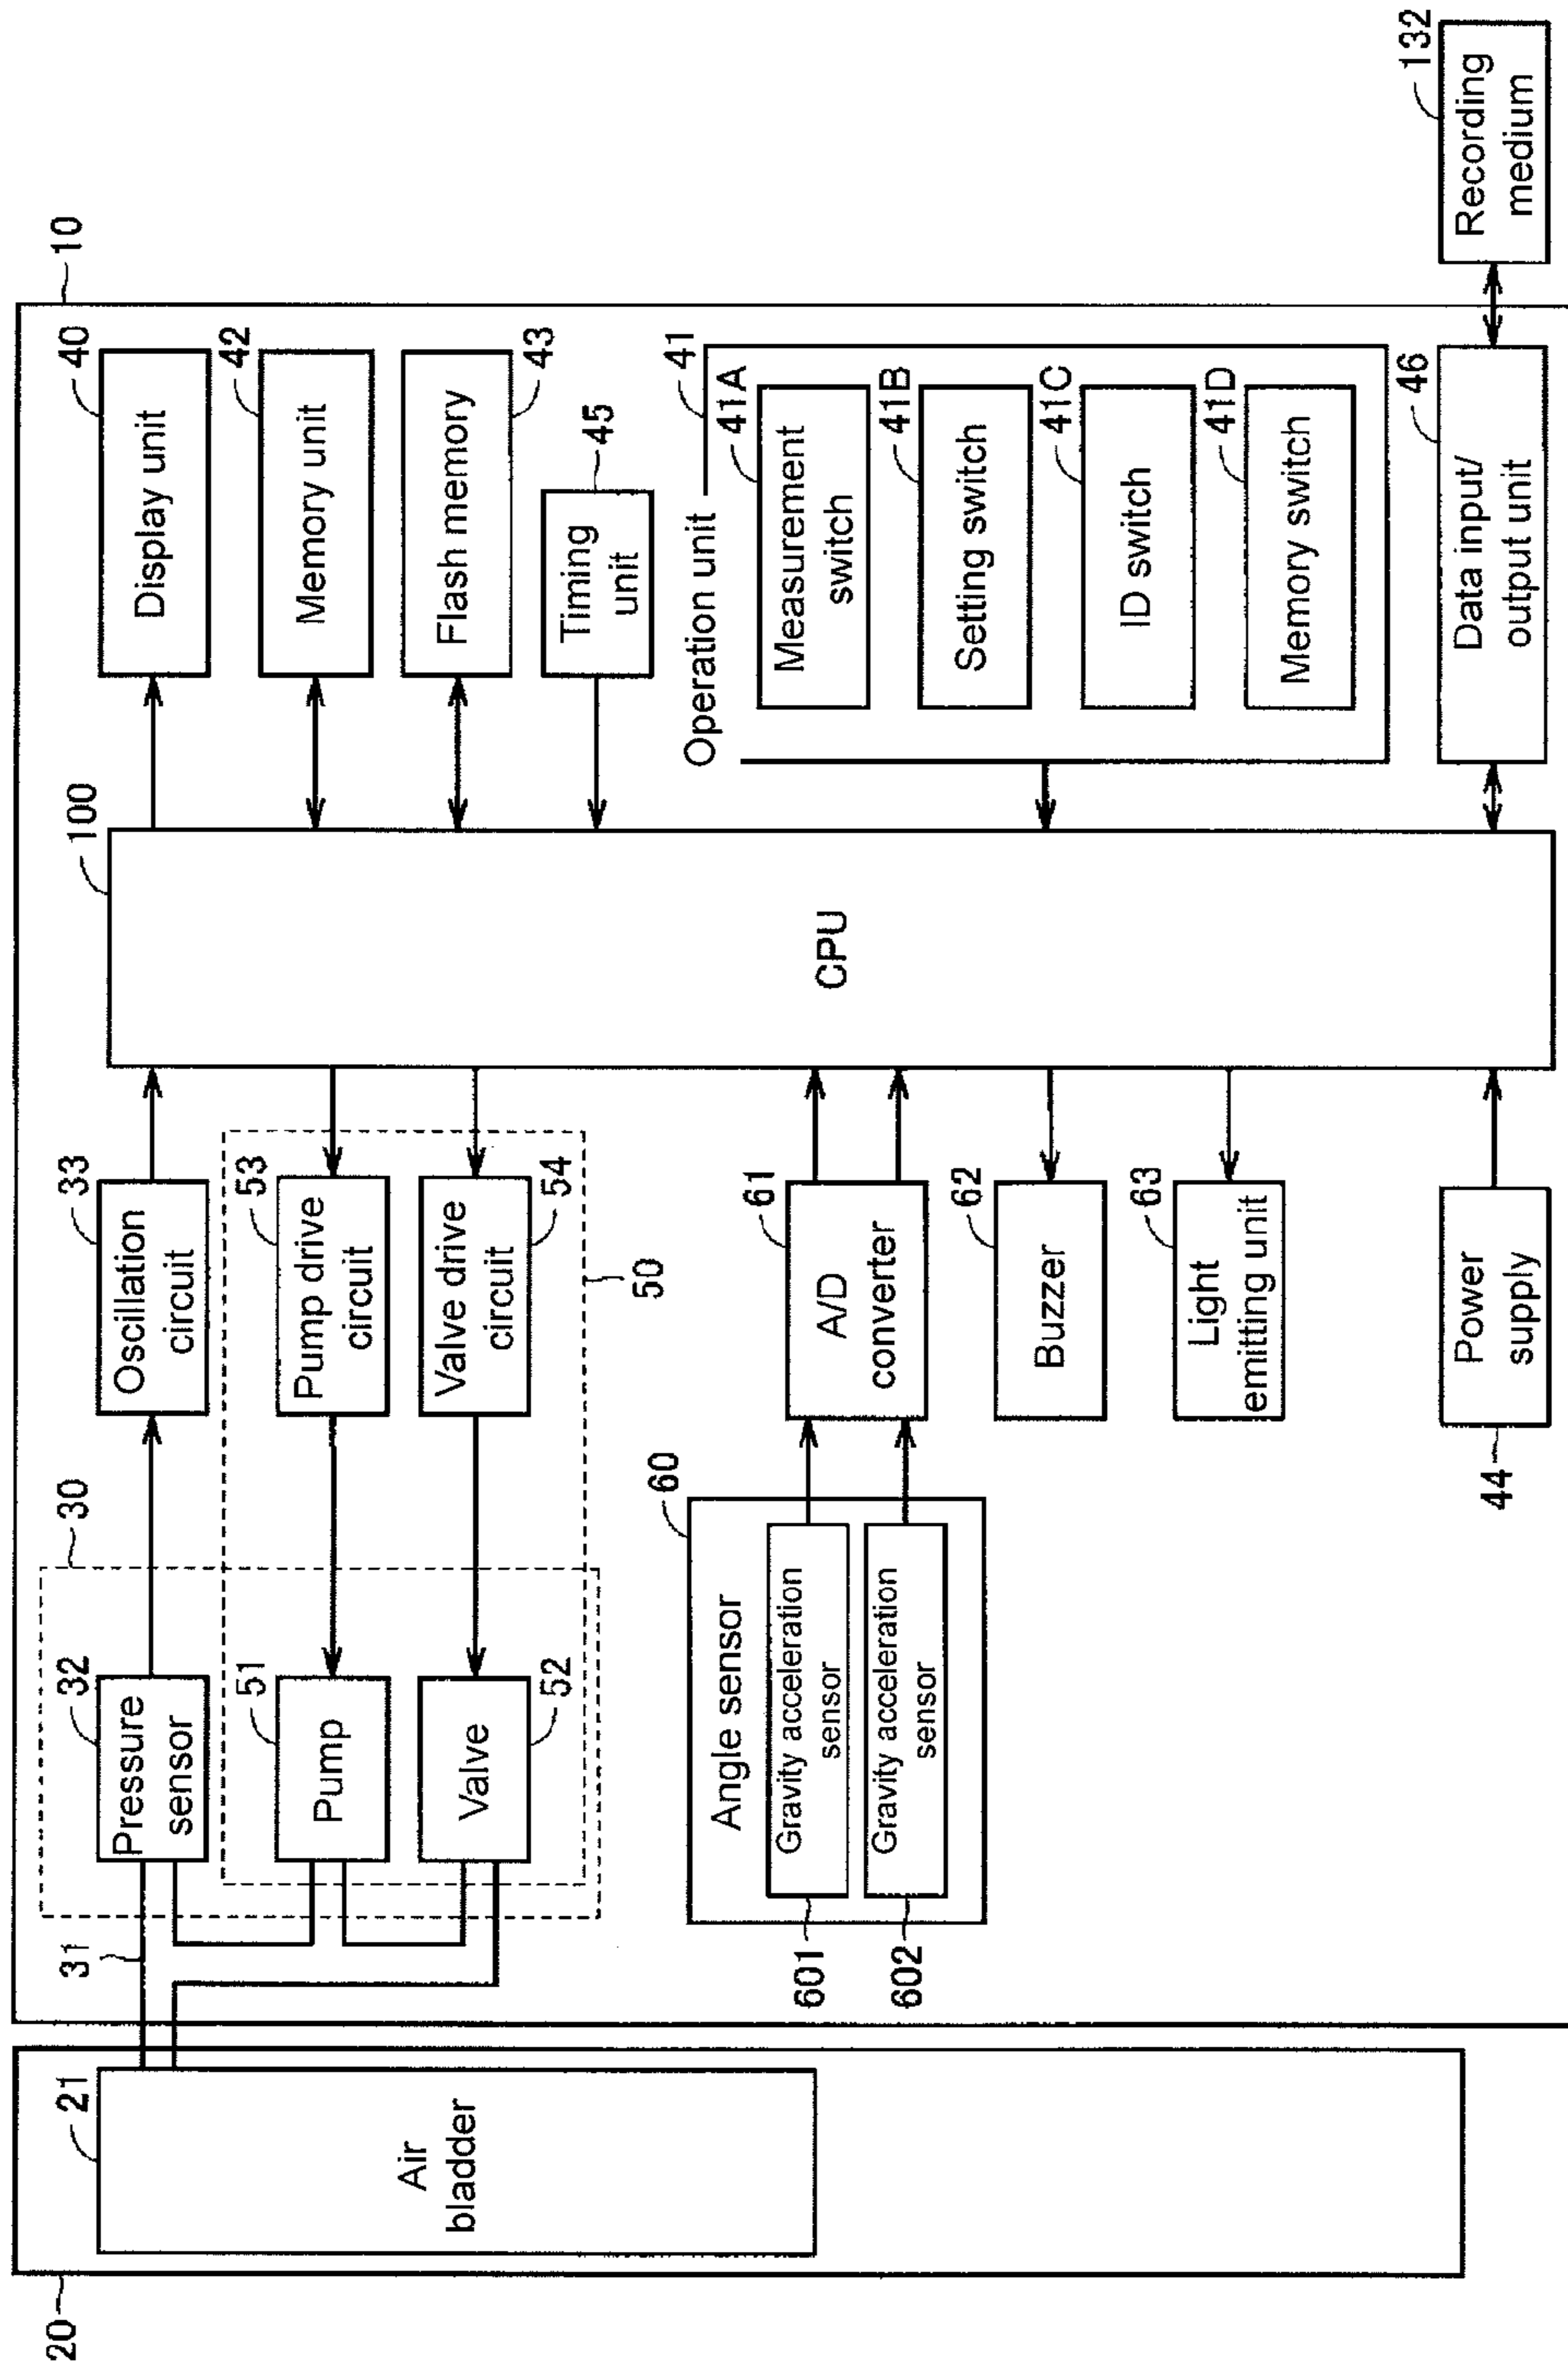 10
20
21
Air
bladder
31
30
32
Pressure
sensor
33
Oscillation
circuit
51
Pump
53
Pump drive
circuit
52
Valve
54
Valve drive
circuit
50
60
Angle sensor
Gravity acceleration
sensor
601
Gravity acceleration
sensor
602
61
A/D
converter
62
Buzzer
63
Light
emitting unit
Power
supply
44
100
CPU
40
Display unit
42
Memory unit
Flash memory
43
45
Timing
unit
Operation unit
41
41A
Measurement
switch
41B
Setting switch
41C
ID switch
41D
Memory switch
46
Data input/
output unit
132
Recording
medium